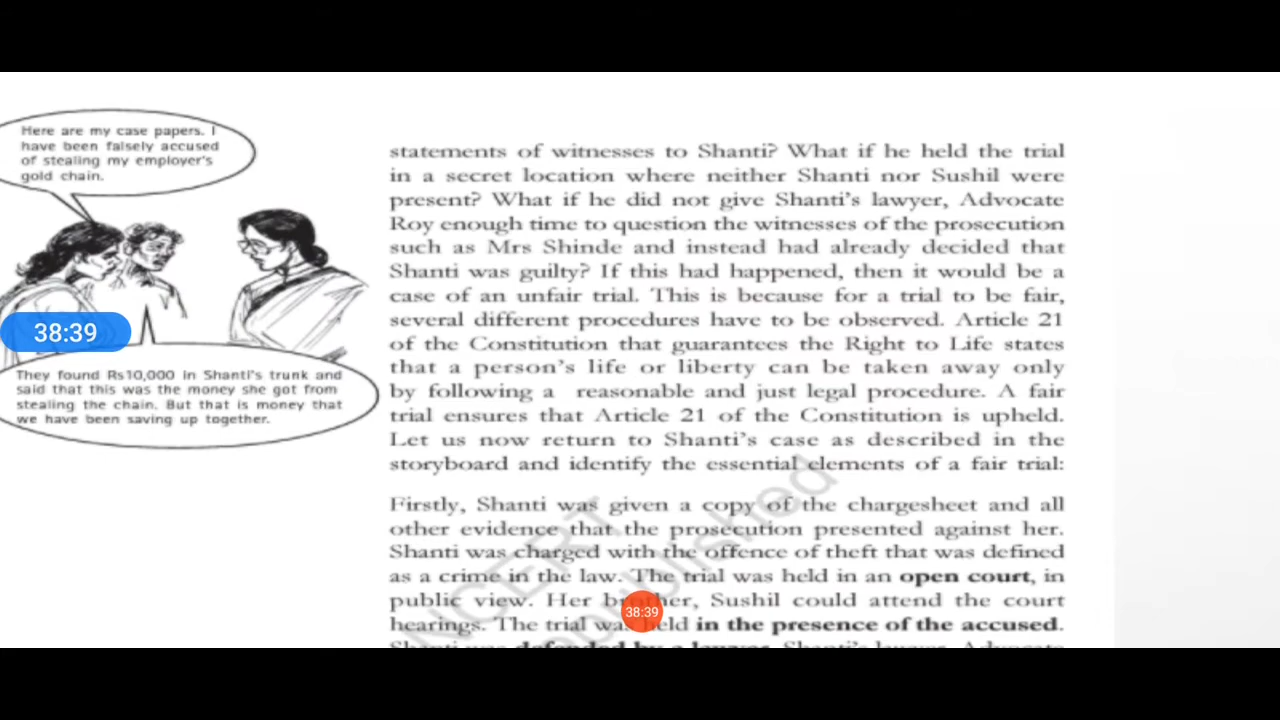 Here are my case papers. I
have been falsely accused
of stealing my employer's
gold chain.
38:39
They found Rs10,000 in Shanti's trunk and
said that this was the money she got from
stealing the chain. But that is money that
we have been saving up together.
statements of witnesses to Shanti? What if he held the trial
in a secret location where neither Shanti nor Sushil were
present? What if he did not give Shanti's lawyer, Advocate
Roy enough time to question the witnesses of the prosecution
such as Mrs Shinde and instead had already decided that
Shanti was guilty? If this had happened, then it would be a
case of an unfair trial. This is because for a trial to be fair,
several different procedures have to be observed. Article 21
of the Constitution that guarantees the Right to Life states
that a person's life or liberty can be taken away only
by following a reasonable and just legal procedure. A fair
trial ensures that Article 21 of the Constitution is upheld.
Let us now return to Shanti's case as described in the
storyboard and identify the essential elements of a fair trial:
Firstly, Shanti was given a copy of the chargesheet and all
other evidence that the prosecution presented against her.
Shanti was charged with the offence of theft that was defined
as a crime in the law. The trial was held in an open court, in
public view. Her brother, Sushil could attend the court
hearings. The trial was held in the presence of the accused.
Shanti was defended by a lawyer. Shanti's lawyer, Advocate
38:39
NCERT